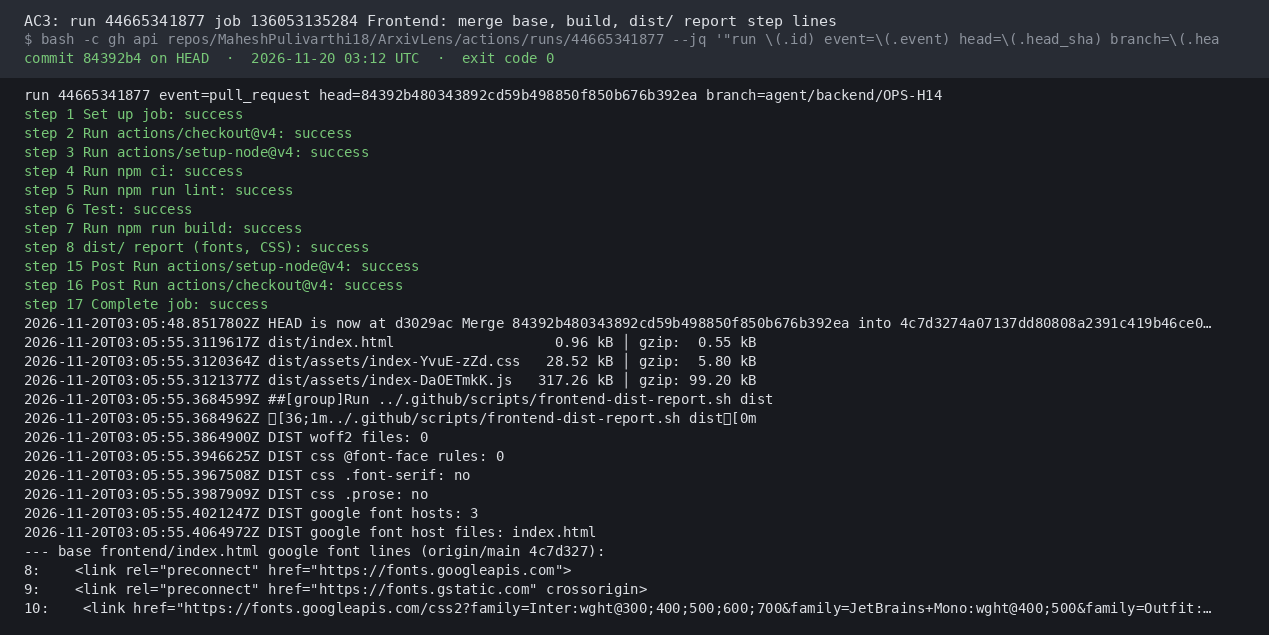 AC3: run 44665341877 job 136053135284 Frontend: merge base, build, dist/ report step lines
$ bash -c gh api repos/MaheshPulivarthi18/ArxivLens/actions/runs/44665341877 --jq '"run \(.id) event=\(.event) head=\(.head_sha) branch=\(.hea
commit 84392b4 on HEAD · 2026-11-20 03:12 UTC · exit code 0
run 44665341877 event=pull_request head=84392b480343892cd59b498850f850b676b392ea branch=agent/backend/OPS-H14
step 1 Set up job: success
step 2 Run actions/checkout@v4: success
step 3 Run actions/setup-node@v4: success
step 4 Run npm ci: success
step 5 Run npm run lint: success
step 6 Test: success
step 7 Run npm run build: success
step 8 dist/ report (fonts, CSS): success
step 15 Post Run actions/setup-node@v4: success
step 16 Post Run actions/checkout@v4: success
step 17 Complete job: success
2026-11-20T03:05:48.8517802Z HEAD is now at d3029ac Merge 84392b480343892cd59b498850f850b676b392ea into 4c7d3274a07137dd80808a2391c419b46ce0…
2026-11-20T03:05:55.3119617Z dist/index.html                   0.96 kB │ gzip:  0.55 kB
2026-11-20T03:05:55.3120364Z dist/assets/index-YvuE-zZd.css   28.52 kB │ gzip:  5.80 kB
2026-11-20T03:05:55.3121377Z dist/assets/index-DaOETmkK.js   317.26 kB │ gzip: 99.20 kB
2026-11-20T03:05:55.3684599Z ##[group]Run ../.github/scripts/frontend-dist-report.sh dist
2026-11-20T03:05:55.3684962Z □[36;1m../.github/scripts/frontend-dist-report.sh dist□[0m
2026-11-20T03:05:55.3864900Z DIST woff2 files: 0
2026-11-20T03:05:55.3946625Z DIST css @font-face rules: 0
2026-11-20T03:05:55.3967508Z DIST css .font-serif: no
2026-11-20T03:05:55.3987909Z DIST css .prose: no
2026-11-20T03:05:55.4021247Z DIST google font hosts: 3
2026-11-20T03:05:55.4064972Z DIST google font host files: index.html
--- base frontend/index.html google font lines (origin/main 4c7d327):
8:    <link rel="preconnect" href="https://fonts.googleapis.com">
9:    <link rel="preconnect" href="https://fonts.gstatic.com" crossorigin>
10:    <link href="https://fonts.googleapis.com/css2?family=Inter:wght@300;400;500;600;700&family=JetBrains+Mono:wght@400;500&family=Outfit:…